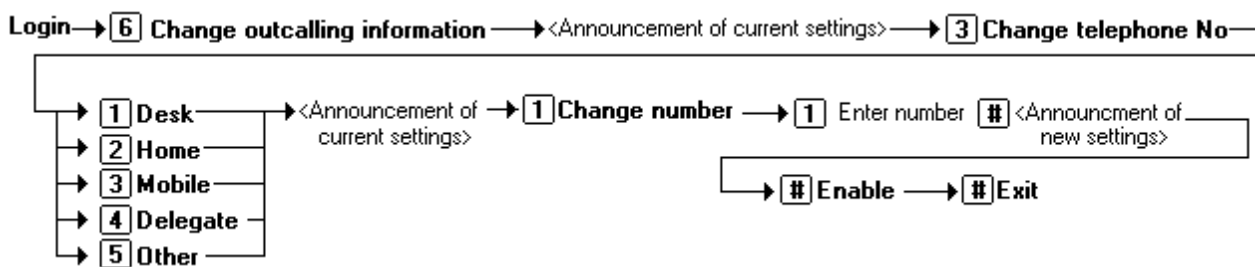 Login 6 Change outcalling information <Announcement of current settings> 3 Change telephone No
1 Desk <Announcement of current settings> 1 Change number 1 Enter number # <Announcment of new settings>
2 Home
3 Mobile # Enable # Exit
4 Delegate
5 Other